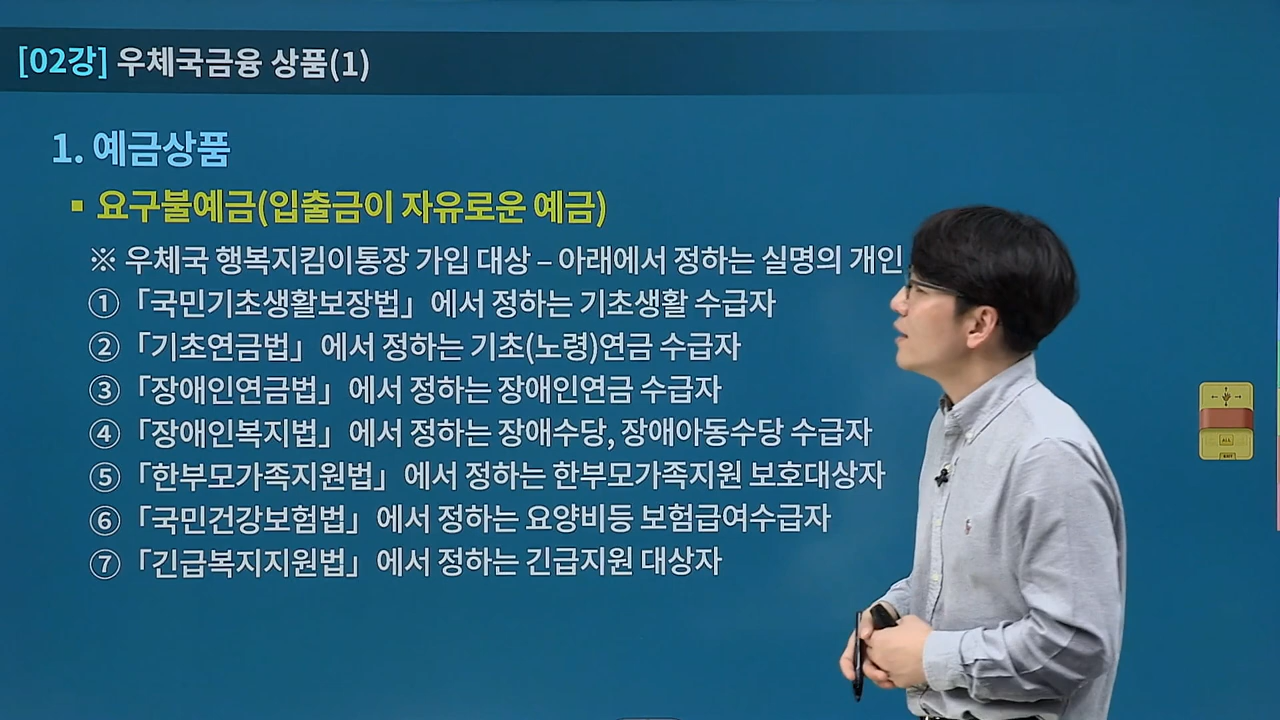 [02강] 우체국금융 상품(1)
1. 예금상품
▪ 요구불예금(입출금이 자유로운 예금)
※ 우체국 행복지킴이통장 가입 대상 – 아래에서 정하는 실명의 개인
① 「국민기초생활보장법」에서 정하는 기초생활 수급자
② 「기초연금법」에서 정하는 기초(노령)연금 수급자
③ 「장애인연금법」에서 정하는 장애인연금 수급자
④ 「장애인복지법」에서 정하는 장애수당, 장애아동수당 수급자
⑤ 「한부모가족지원법」에서 정하는 한부모가족지원 보호대상자
⑥ 「국민건강보험법」에서 정하는 요양비등 보험급여수급자
⑦ 「긴급복지지원법」에서 정하는 긴급지원 대상자
ALL
EXIT